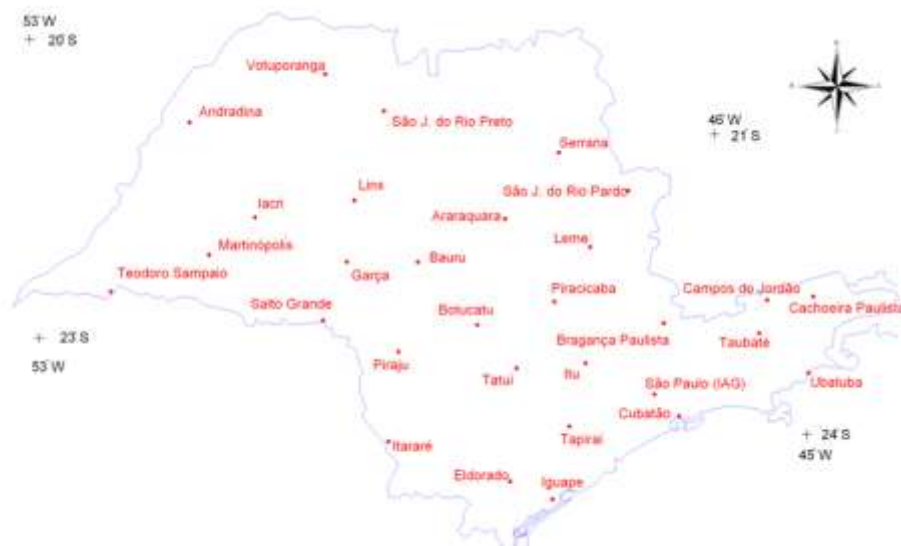 53°W
20°S
Votuporanga
Andradina
São J. do Rio Preto
46°W
21°S
Serrana
Lins
São J. do Rio Pardo
Iacri
Araraquara
Leme
Martinópolis
Garça
Bauru
Teodoro Sampaio
Campos do Jordão
Piracicaba
Cachoeira Paulista
Salto Grande
Botucatu
23°S
53°W
Bragança Paulista
Taubaté
Piraju
Tatuí
Itu
São Paulo (IAG)
Ubatuba
Cubatão
24°S
45°W
Tapiraí
Itararé
Eldorado
Iguape